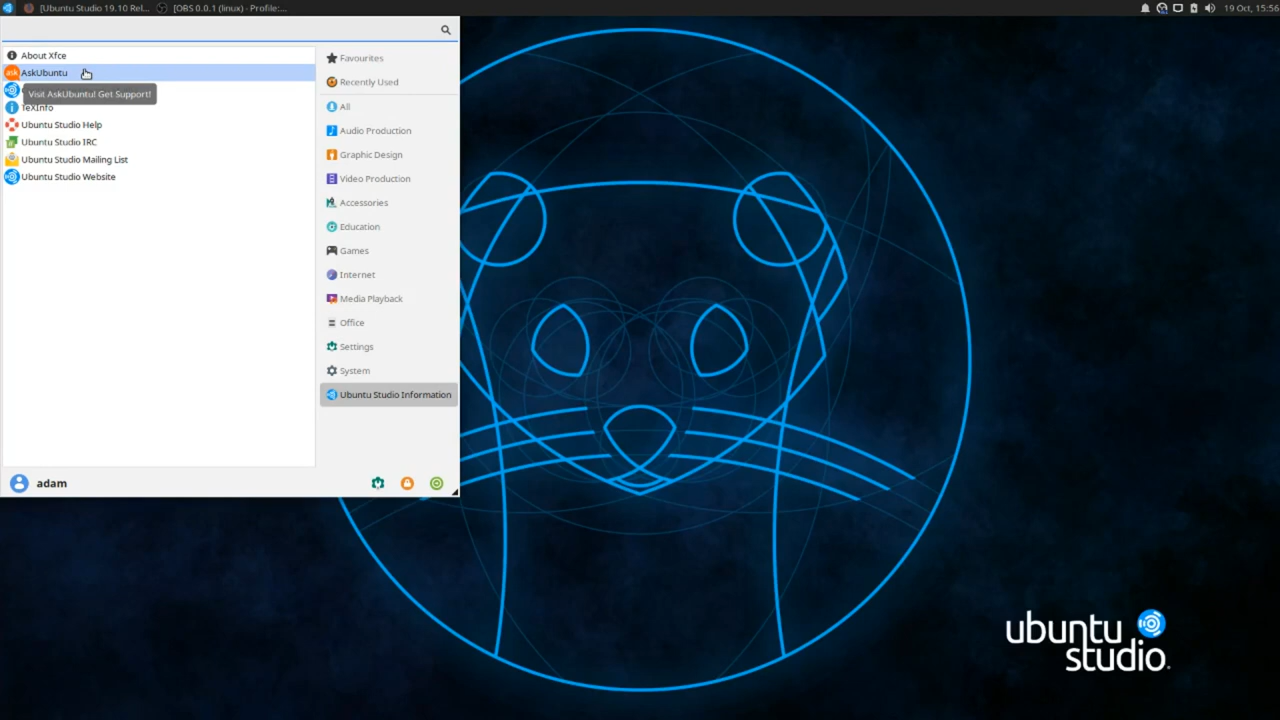 [Ubuntu Studio 19.10 Rel...
[OBS 0.0.1 (linux) - Profile:...
19 Oct, 15:56
About Xfce
AskUbuntu
Visit AskUbuntu! Get Support!
TeXInfo
Ubuntu Studio Help
Ubuntu Studio IRC
Ubuntu Studio Mailing List
Ubuntu Studio Website
Favourites
Recently Used
All
Audio Production
Graphic Design
Video Production
Accessories
Education
Games
Internet
Media Playback
Office
Settings
System
Ubuntu Studio Information
adam
ubuntu
studio